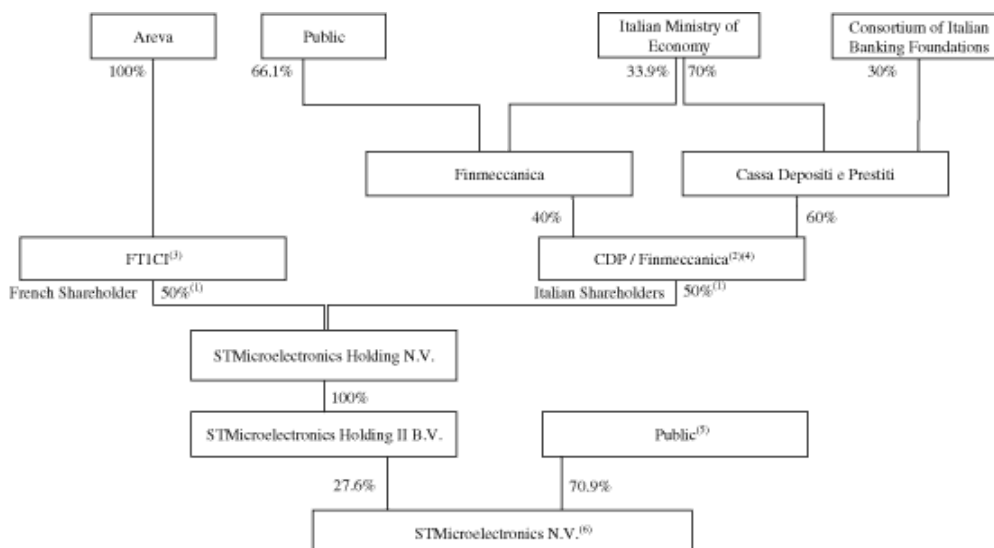 Areva
Public
Italian Ministry of
Economy
Consortium of Italian
Banking Foundations
100%
66.1%
33.9%
70%
30%
Finmeccanica
Cassa Depositi e Prestiti
40%
60%
FT1CI(3)
CDP / Finmeccanica(2)(4)
French Shareholder
50%(1)
Italian Shareholders
50%(1)
STMicroelectronics Holding N.V.
100%
STMicroelectronics Holding II B.V.
Public(5)
27.6%
70.9%
STMicroelectronics N.V.(6)